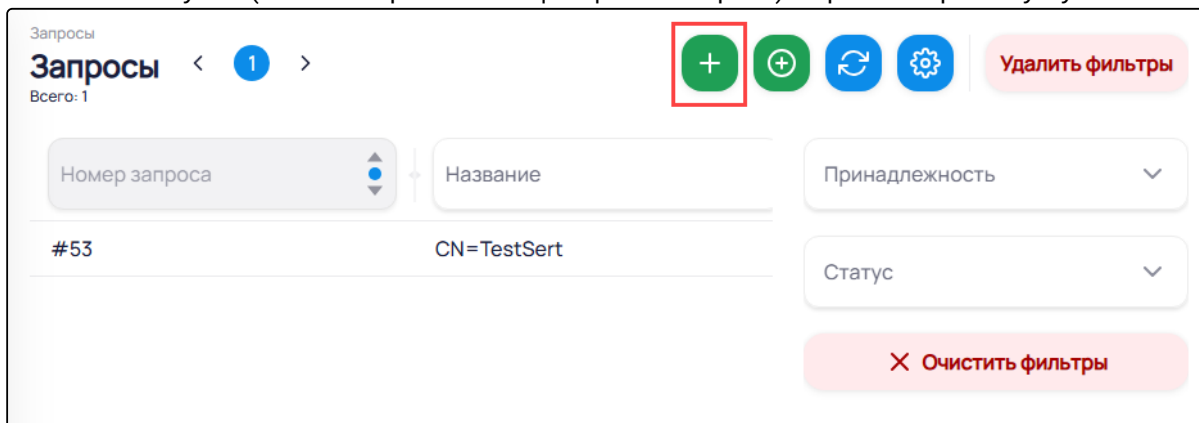 Запросы
Запросы < 1 >
Удалить фильтры
Всего: 1
Номер запроса
Название
Принадлежность
#53
CN=TestSert
Статус
Очистить фильтры